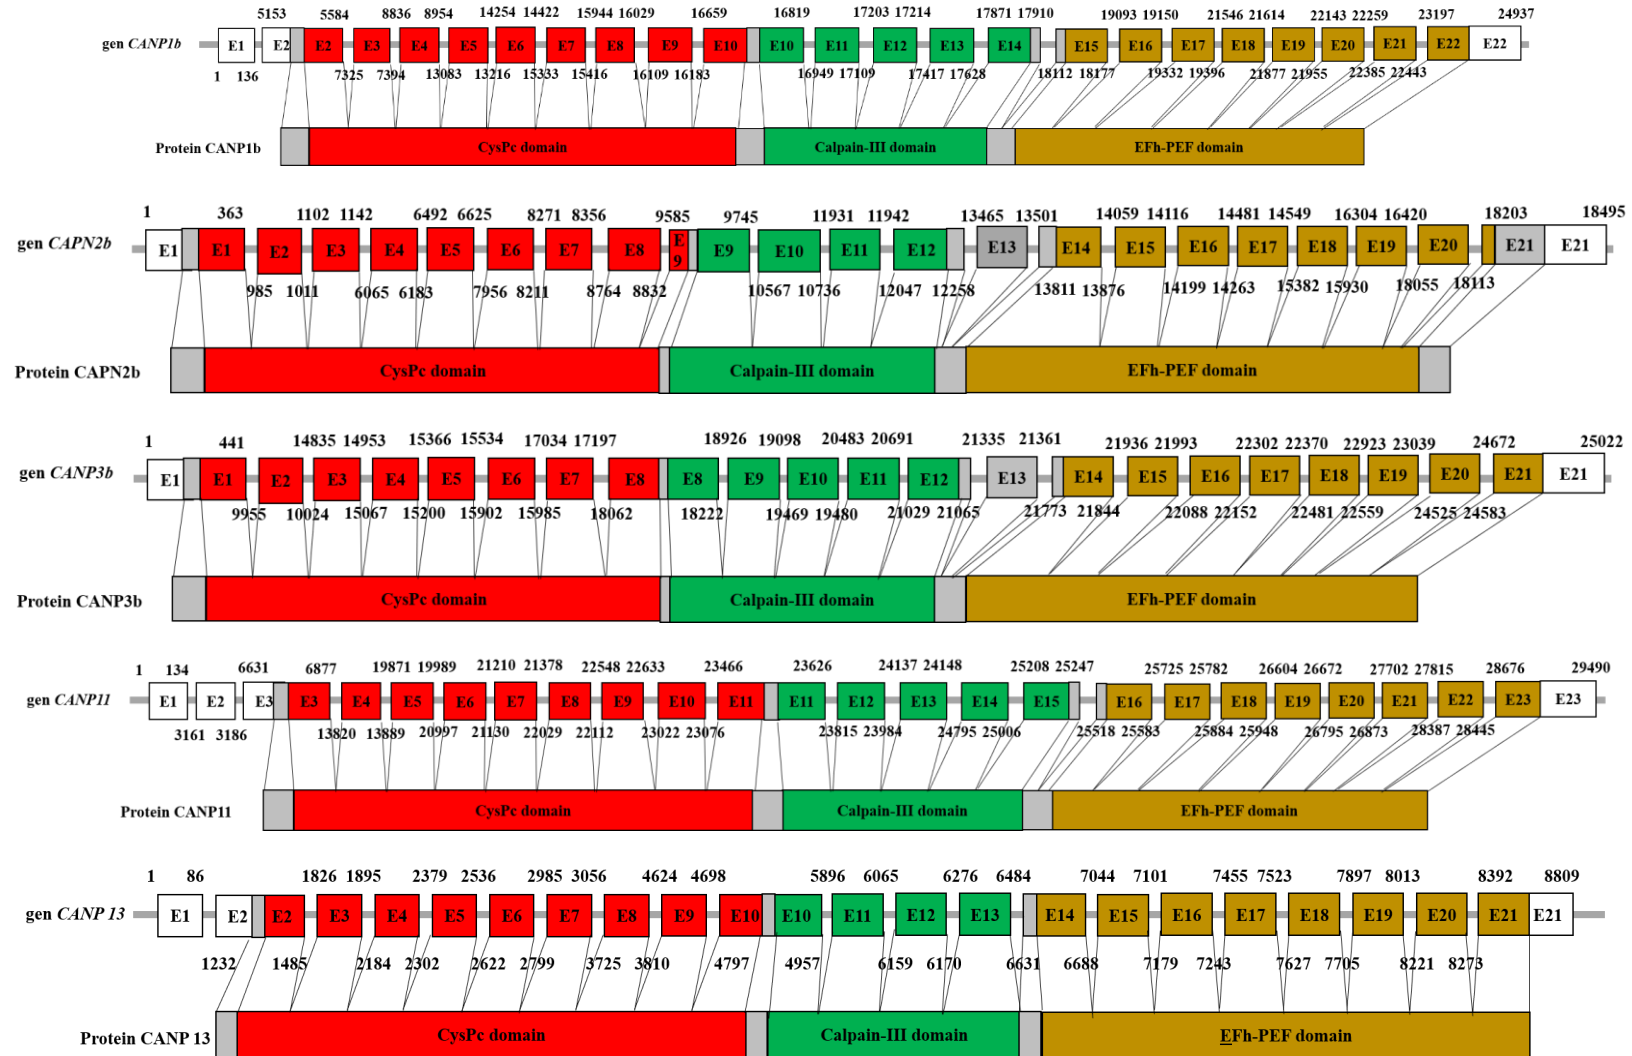 5153 5584 8836 8954 14254 14422 15944 16029 16659 16819 17203 17214 17871 17910 19093 19150 21546 21614 22143 22259 23197 24937
gen CANP1b E1 E2 E2 E3 E4 E5 E6 E7 E8 E9 E10 E10 E11 E12 E13 E14 E15 E16 E17 E18 E19 E20 E21 E22 E22
1 136 7325 7394 13083 13216 15333 15416 16109 16183 16949 17109 17417 17628 18112 18177 19332 19396 21877 21955 22385 22443
Protein CANP1b CysPc domain Calpain-III domain EFh-PEF domain
1 363 1102 1142 6492 6625 8271 8356 9585 9745 11931 11942 13465 13501 14059 14116 14481 14549 16304 16420 18203 18495
gen CAPN2b E1 E1 E2 E3 E4 E5 E6 E7 E8 E9 E9 E10 E11 E12 E13 E14 E15 E16 E17 E18 E19 E20 E21 E21
985 1011 6065 6183 7956 8211 8764 8832 10567 10736 12047 12258 13811 13876 14199 14263 15382 15930 18055 18113
Protein CAPN2b CysPc domain Calpain-III domain EFh-PEF domain
1 441 14835 14953 15366 15534 17034 17197 18926 19098 20483 20691 21335 21361 21936 21993 22302 22370 22923 23039 24672 25022
gen CANP3b E1 E1 E2 E3 E4 E5 E6 E7 E8 E8 E9 E10 E11 E12 E13 E14 E15 E16 E17 E18 E19 E20 E21 E21
9955 10024 15067 15200 15902 15985 18062 18222 19469 19480 21029 21065 21773 21844 22088 22152 22481 22559 24525 24583
Protein CANP3b CysPc domain Calpain-III domain EFh-PEF domain
1 134 6631 6877 19871 19989 21210 21378 22548 22633 23466 23626 24137 24148 25208 25247 25725 25782 26604 26672 27702 27815 28676 29490
gen CANP11 E1 E2 E3 E3 E4 E5 E6 E7 E8 E9 E10 E11 E11 E12 E13 E14 E15 E16 E17 E18 E19 E20 E21 E22 E23 E23
3161 3186 13820 13889 20997 21130 22029 22112 23022 23076 23815 23984 24795 25006 25518 25583 25884 25948 26795 26873 28387 28445
Protein CANP11 CysPc domain Calpain-III domain EFh-PEF domain
1 86 1826 1895 2379 2536 2985 3056 4624 4698 5896 6065 6276 6484 7044 7101 7455 7523 7897 8013 8392 8809
gen CANP 13 E1 E2 E2 E3 E4 E5 E6 E7 E8 E9 E10 E10 E11 E12 E13 E14 E15 E16 E17 E18 E19 E20 E21 E21
1232 1485 2184 2302 2622 2799 3725 3810 4797 4957 6159 6170 6631 6688 7179 7243 7627 7705 8221 8273
Protein CANP 13 CysPc domain Calpain-III domain EFh-PEF domain